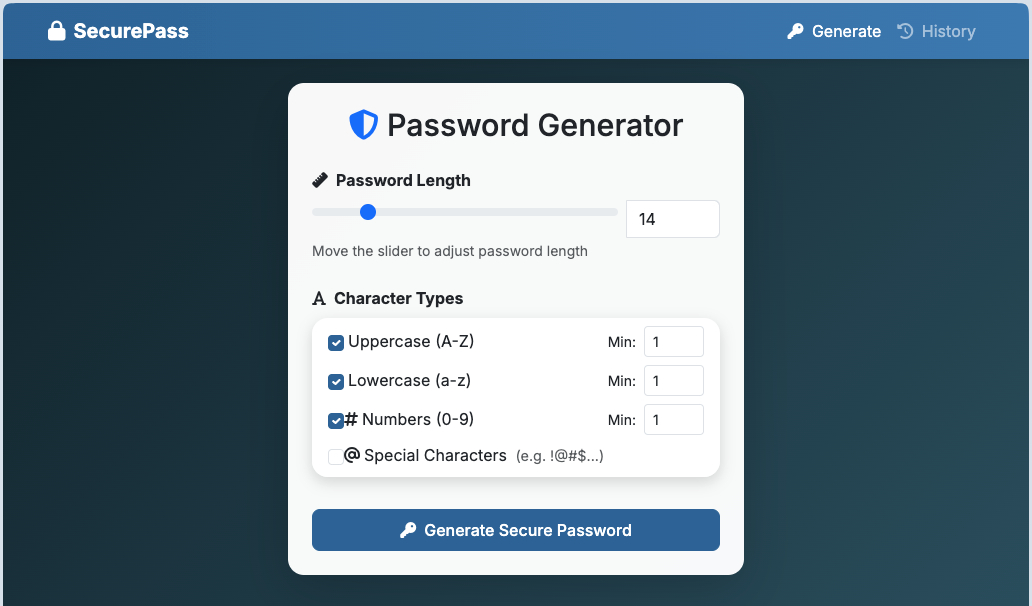 SecurePass
Generate
History
Password Generator
Password Length
14
Move the slider to adjust password length
Character Types
Uppercase (A-Z) Min: 1
Lowercase (a-z) Min: 1
# Numbers (0-9) Min: 1
@ Special Characters (e.g. !@#$...)
Generate Secure Password